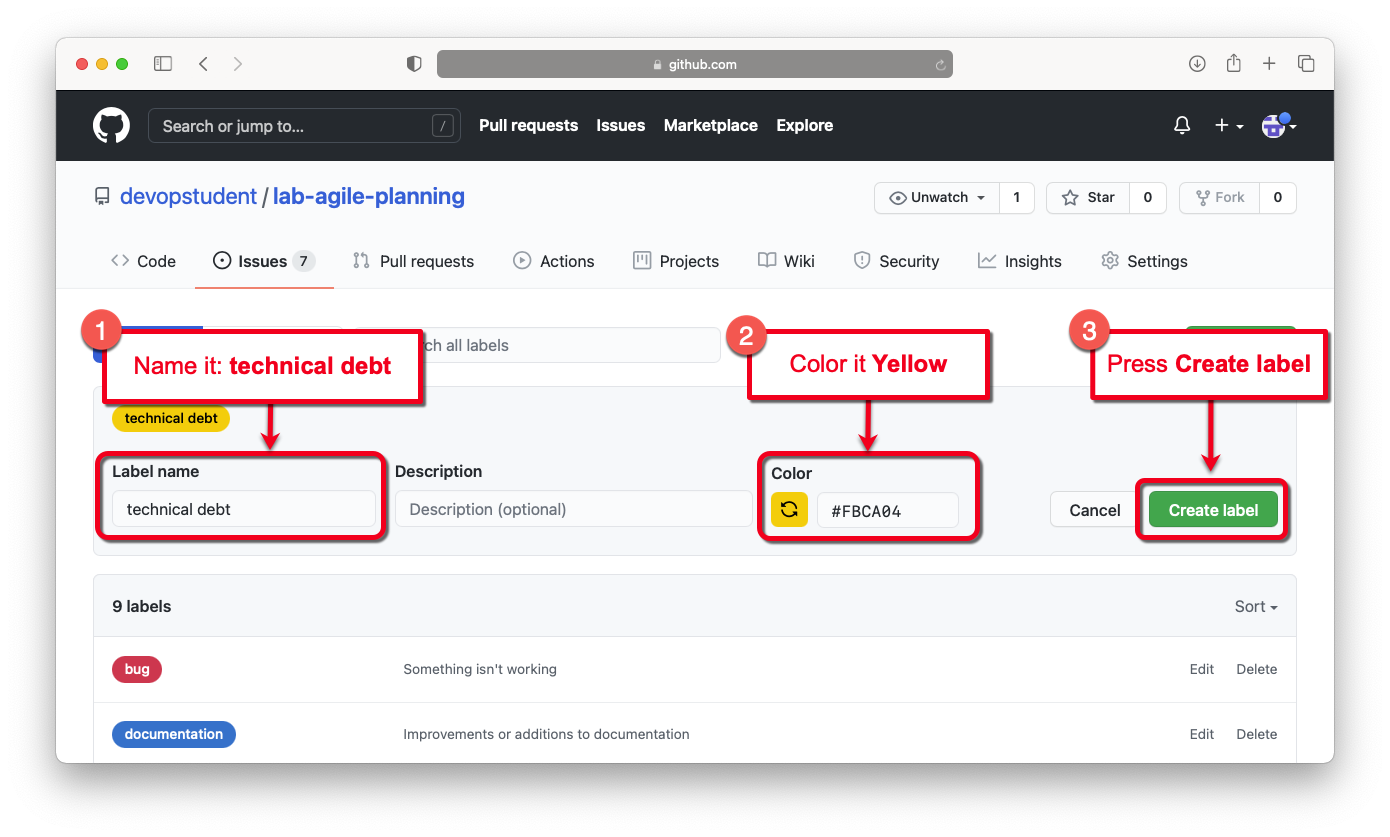 github.com
Search or jump to... /
Pull requests Issues Marketplace Explore
devopstudent / lab-agile-planning
Unwatch 1 Star 0 Fork 0
Code Issues 7 Pull requests Actions Projects Wiki Security Insights Settings
1
Name it: technical debt
ch all labels
2
Color it Yellow
3
Press Create label
technical debt
Label name
technical debt
Description
Description (optional)
Color
#FBCA04
Cancel
Create label
9 labels Sort
bug Something isn't working Edit Delete
documentation Improvements or additions to documentation Edit Delete